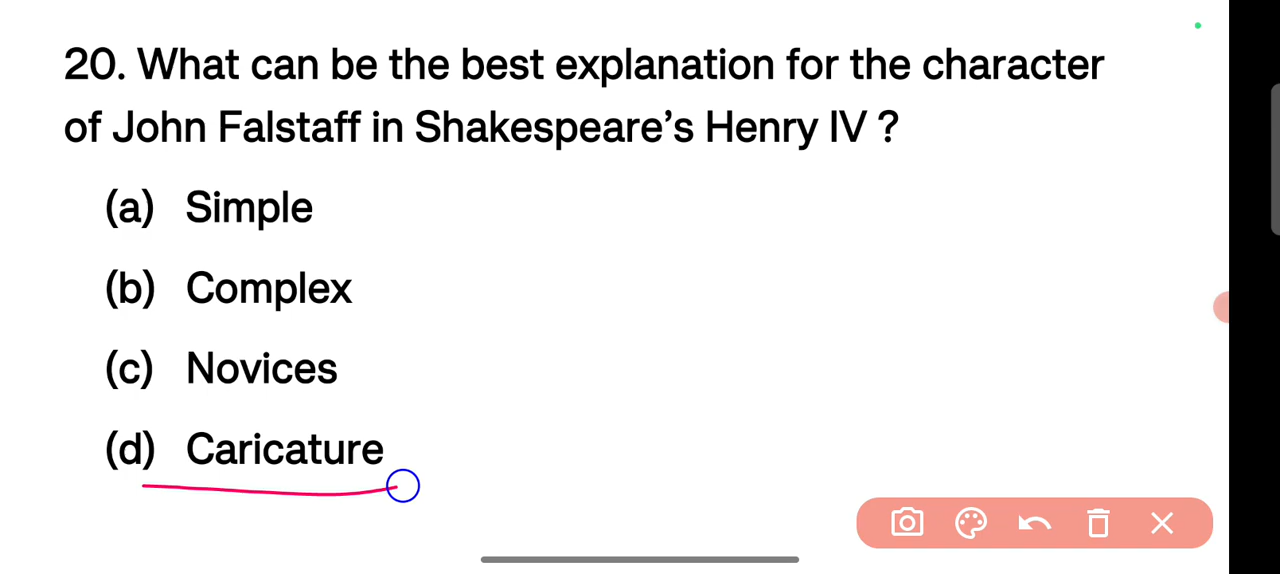 20. What can be the best explanation for the character
of John Falstaff in Shakespeare’s Henry IV ?
(a) Simple
(b) Complex
(c) Novices
(d) Caricature